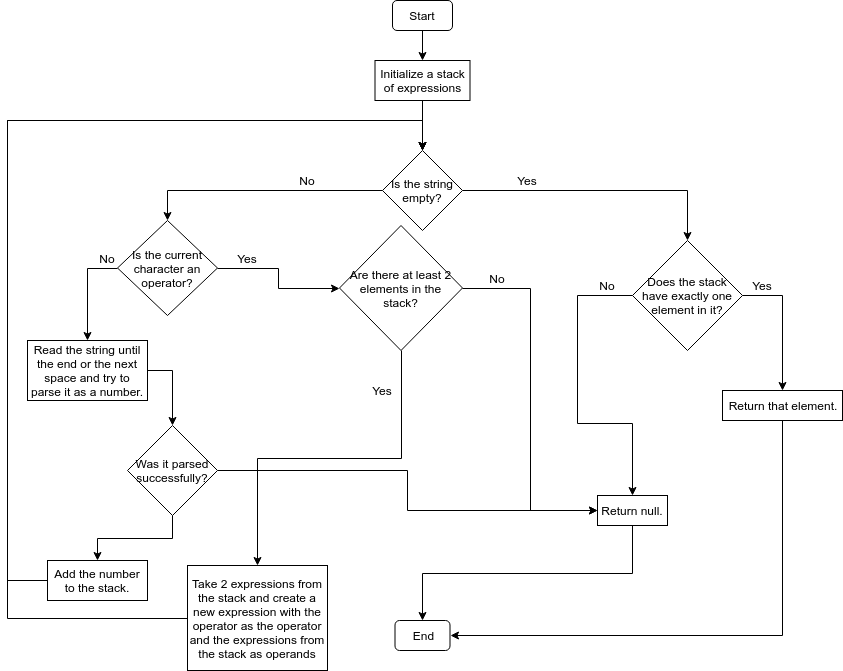 Start
Initialize a stack
of expressions
Is the string
empty?
No
Yes
Is the current
character an
operator?
No
Yes
Are there at least 2
elements in the
stack?
No
Yes
Does the stack
have exactly one
element in it?
No
Yes
Read the string until
the end or the next
space and try to
parse it as a number.
Return that element.
Was it parsed
successfully?
Return null.
Add the number
to the stack.
Take 2 expressions from
the stack and create a
new expression with the
operator as the operator
and the expressions from
the stack as operands
End